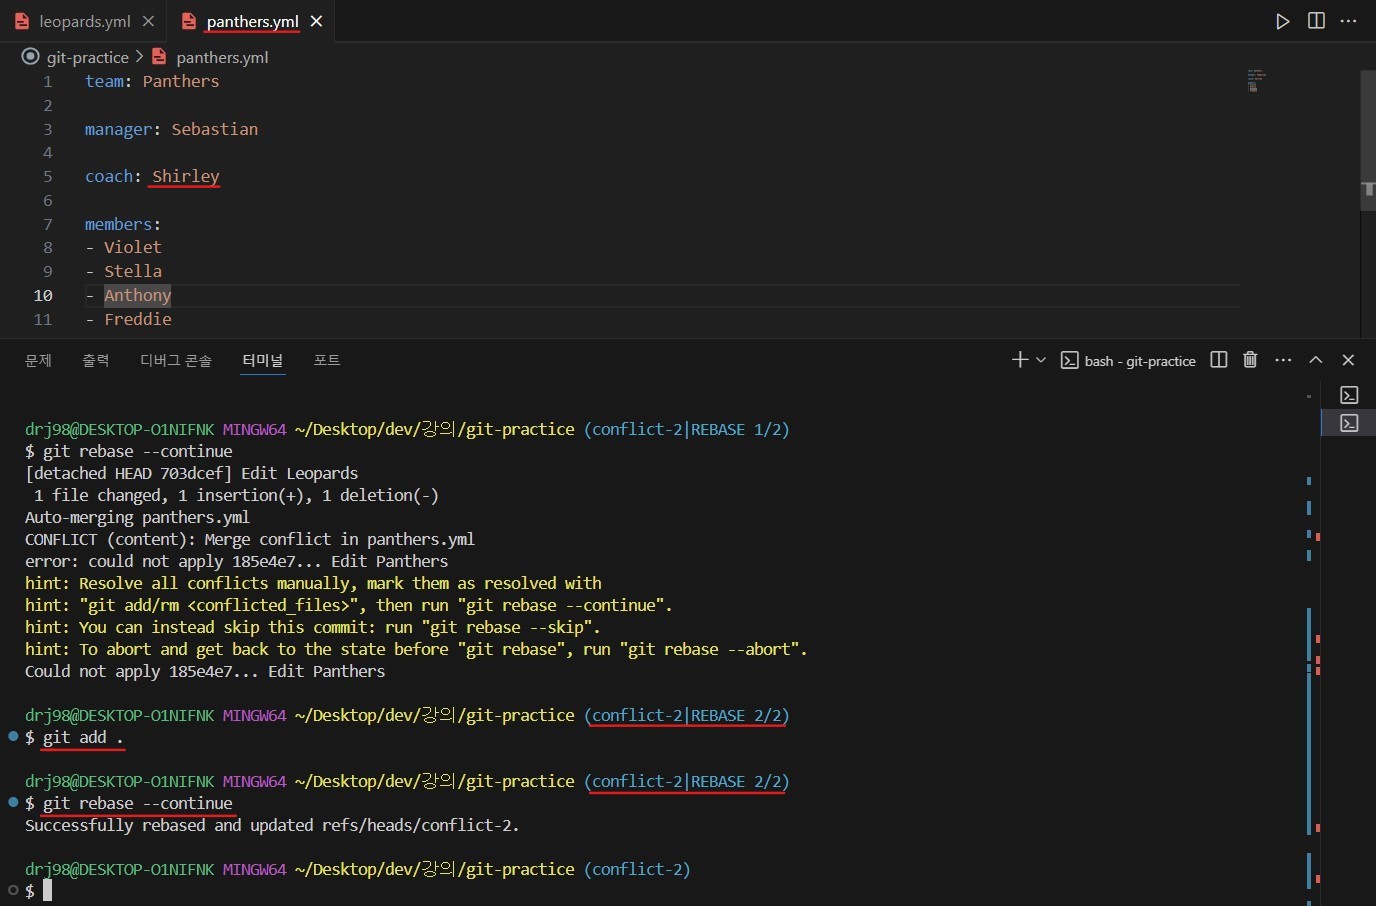 leopards.yml
panthers.yml
git-practice > panthers.yml
1 team: Panthers
2
3 manager: Sebastian
4
5 coach: Shirley
6
7 members:
8 - Violet
9 - Stella
10 - Anthony
11 - Freddie
문제 출력 디버그 콘솔 터미널 포트
bash - git-practice
drj98@DESKTOP-O1NIFNK MINGW64 ~/Desktop/dev/강의/git-practice (conflict-2|REBASE 1/2)
$ git rebase --continue
[detached HEAD 703dcef] Edit Leopards
1 file changed, 1 insertion(+), 1 deletion(-)
Auto-merging panthers.yml
CONFLICT (content): Merge conflict in panthers.yml
error: could not apply 185e4e7... Edit Panthers
hint: Resolve all conflicts manually, mark them as resolved with
hint: "git add/rm <conflicted_files>", then run "git rebase --continue".
hint: You can instead skip this commit: run "git rebase --skip".
hint: To abort and get back to the state before "git rebase", run "git rebase --abort".
Could not apply 185e4e7... Edit Panthers
drj98@DESKTOP-O1NIFNK MINGW64 ~/Desktop/dev/강의/git-practice (conflict-2|REBASE 2/2)
$ git add .
drj98@DESKTOP-O1NIFNK MINGW64 ~/Desktop/dev/강의/git-practice (conflict-2|REBASE 2/2)
$ git rebase --continue
Successfully rebased and updated refs/heads/conflict-2.
drj98@DESKTOP-O1NIFNK MINGW64 ~/Desktop/dev/강의/git-practice (conflict-2)
$